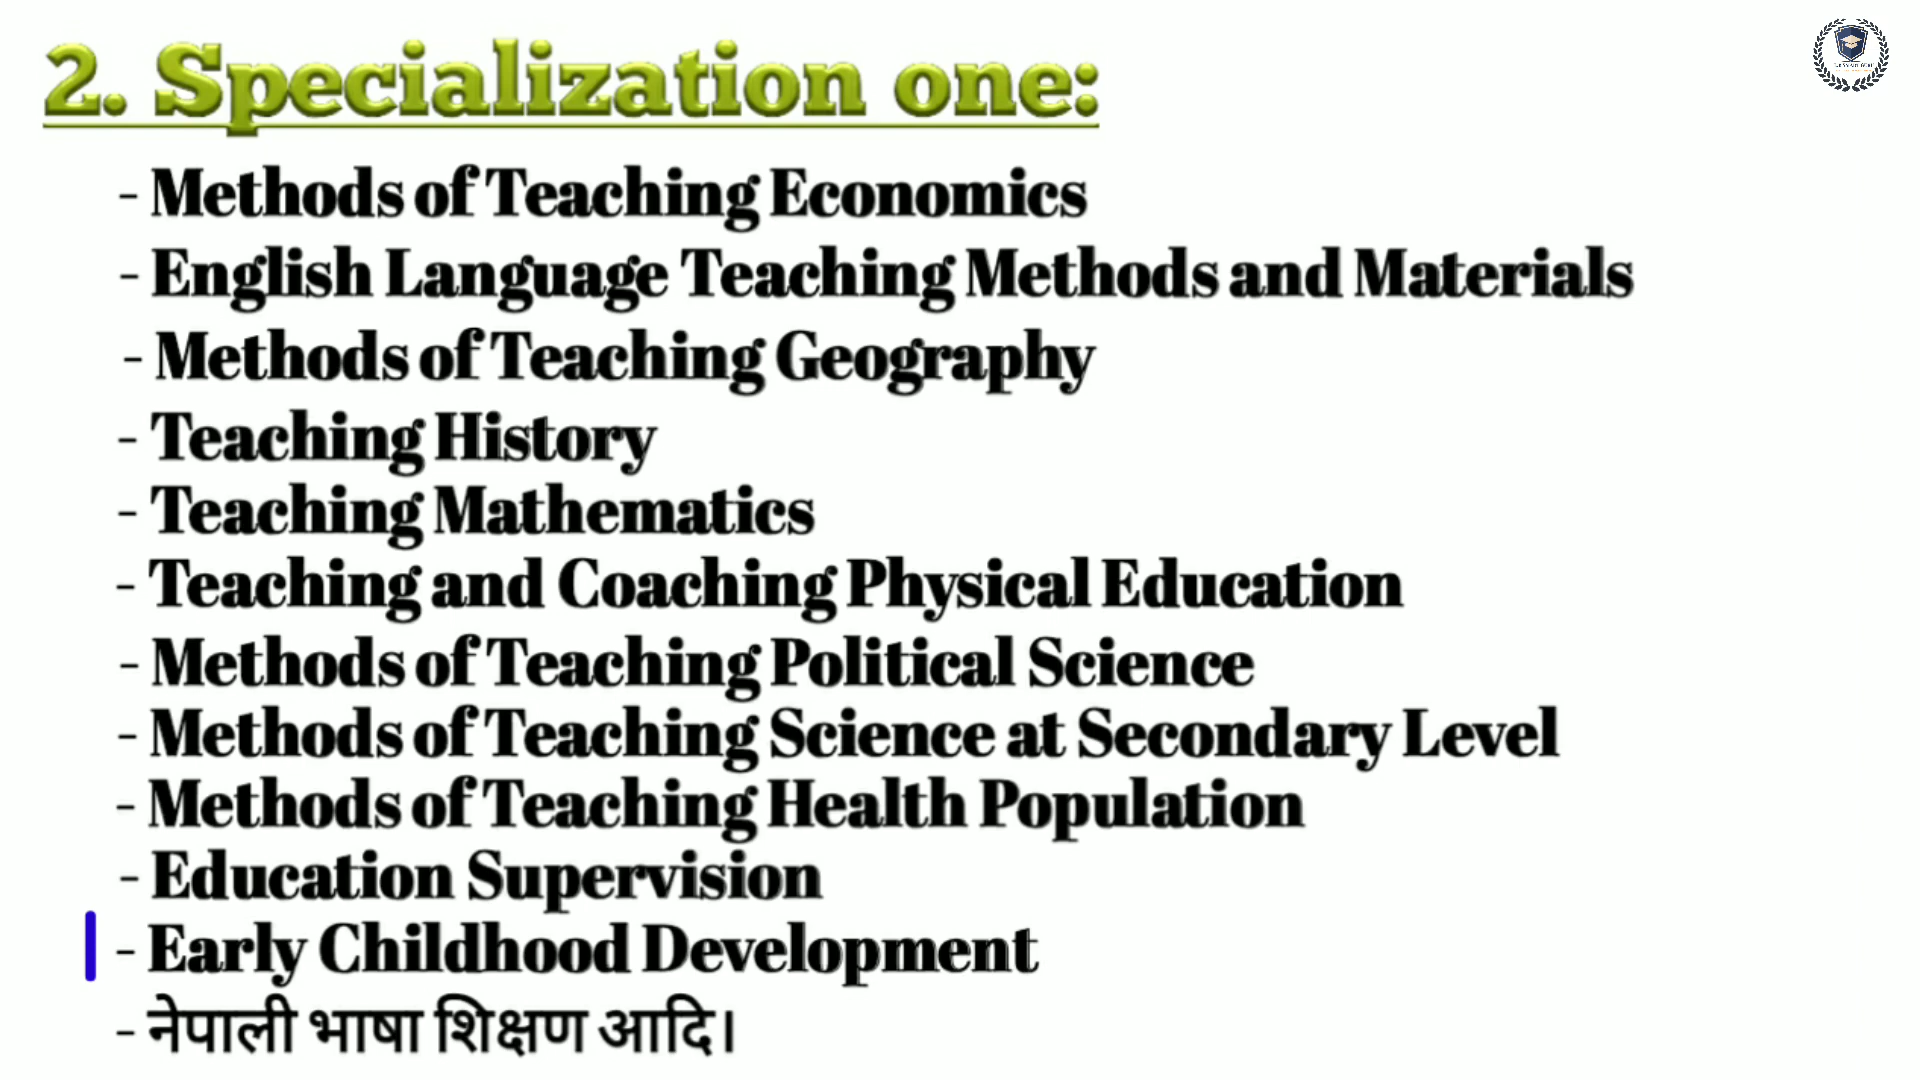 2. Specialization one:
- Methods of Teaching Economics
- English Language Teaching Methods and Materials
- Methods of Teaching Geography
- Teaching History
- Teaching Mathematics
- Teaching and Coaching Physical Education
- Methods of Teaching Political Science
- Methods of Teaching Science at Secondary Level
- Methods of Teaching Health Population
- Education Supervision
- Early Childhood Development
- नेपाली भाषा शिक्षण आदि।